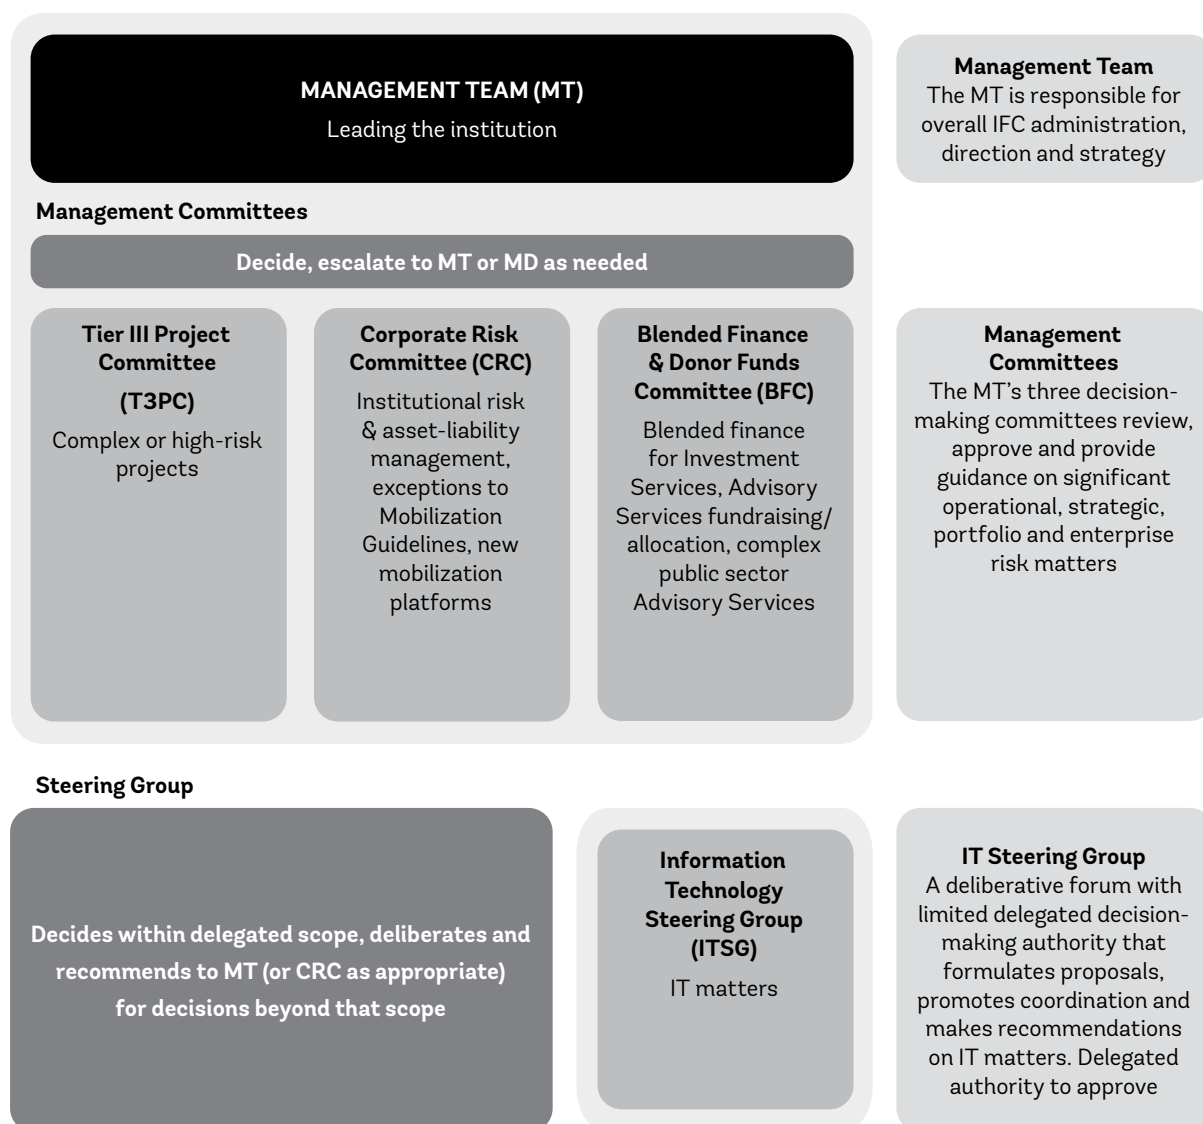 MANAGEMENT TEAM (MT)
Leading the institution
Management Team
The MT is responsible for
overall IFC administration,
direction and strategy
Management Committees
Decide, escalate to MT or MD as needed
Tier III Project
Committee
(T3PC)
Complex or high-risk
projects
Corporate Risk
Committee (CRC)
Institutional risk
& asset-liability
management,
exceptions to
Mobilization
Guidelines, new
mobilization
platforms
Blended Finance
& Donor Funds
Committee (BFC)
Blended finance
for Investment
Services, Advisory
Services fundraising/
allocation, complex
public sector
Advisory Services
Management
Committees
The MT’s three decision-
making committees review,
approve and provide
guidance on significant
operational, strategic,
portfolio and enterprise
risk matters
Steering Group
Decides within delegated scope, deliberates and
recommends to MT (or CRC as appropriate)
for decisions beyond that scope
Information
Technology
Steering Group
(ITSG)
IT matters
IT Steering Group
A deliberative forum with
limited delegated decision-
making authority that
formulates proposals,
promotes coordination and
makes recommendations
on IT matters. Delegated
authority to approve